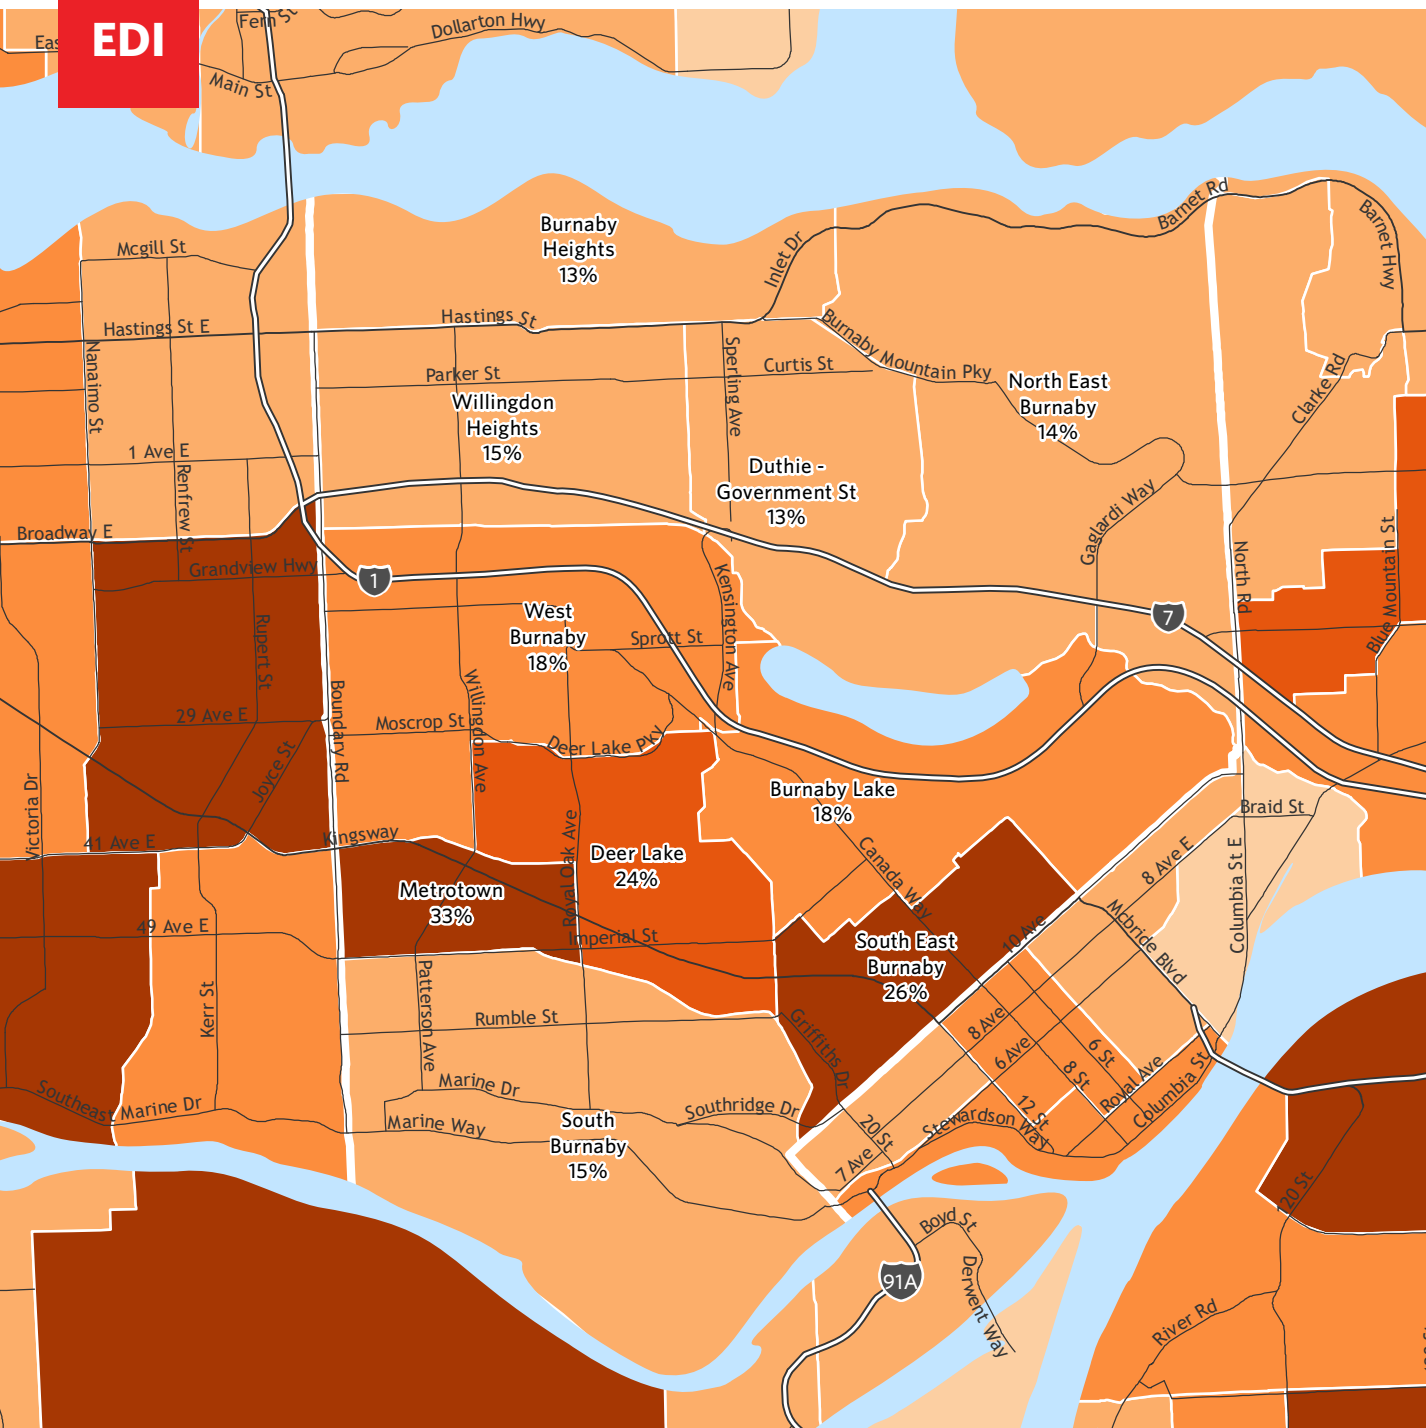 EDI
Fern St
Dollarton Hwy
Main St
Barnet Rd
Barnet Hwy
Burnaby
Heights
13%
Inlet Dr
Mcgill St
Hastings St E
Hastings St
Burnaby Mountain Pky
Nanaimo St
Sperling Ave
Curtis St
Parker St
Clarke Rd
North East
Burnaby
14%
Willingdon
Heights
15%
1 Ave E
Renfrew St
Duthie -
Government St
13%
Gaglardi Way
Broadway E
Grandview Hwy
1
7
North Rd
Blue Mountain St
Kensington Ave
West
Burnaby
18%
Sprott St
Rupert St
Boundary Rd
Willingdon Ave
29 Ave E
Moscrop St
Deer Lake Pky
Joyce St
Victoria Dr
Burnaby Lake
18%
Braid St
41 Ave E
Kingsway
Royal Oak Ave
Deer Lake
24%
Canada Way
8 Ave E
Columbia St E
Metrotown
33%
Mcbride Blvd
49 Ave E
Imperial St
10 Ave
South East
Burnaby
26%
Kerr St
Patterson Ave
Rumble St
Griffiths Dr
8 Ave
6 Ave
6 St
8 St
Royal Ave
Columbia St
Marine Dr
Southeast Marine Dr
Marine Way
Southridge Dr
12 St
20 St
Stewardson Way
7 Ave
South
Burnaby
15%
120 St
Boyd St
91A
Derwent Way
River Rd